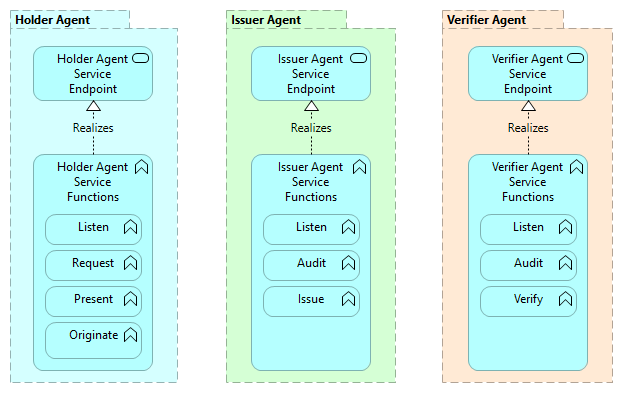 Holder Agent
Holder Agent
Service
Endpoint
Realizes
Holder Agent
Service
Functions
Listen
Request
Present
Originate
Issuer Agent
Issuer Agent
Service
Endpoint
Realizes
Issuer Agent
Service
Functions
Listen
Audit
Issue
Verifier Agent
Verifier Agent
Service
Endpoint
Realizes
Verifier Agent
Service
Functions
Listen
Audit
Verify